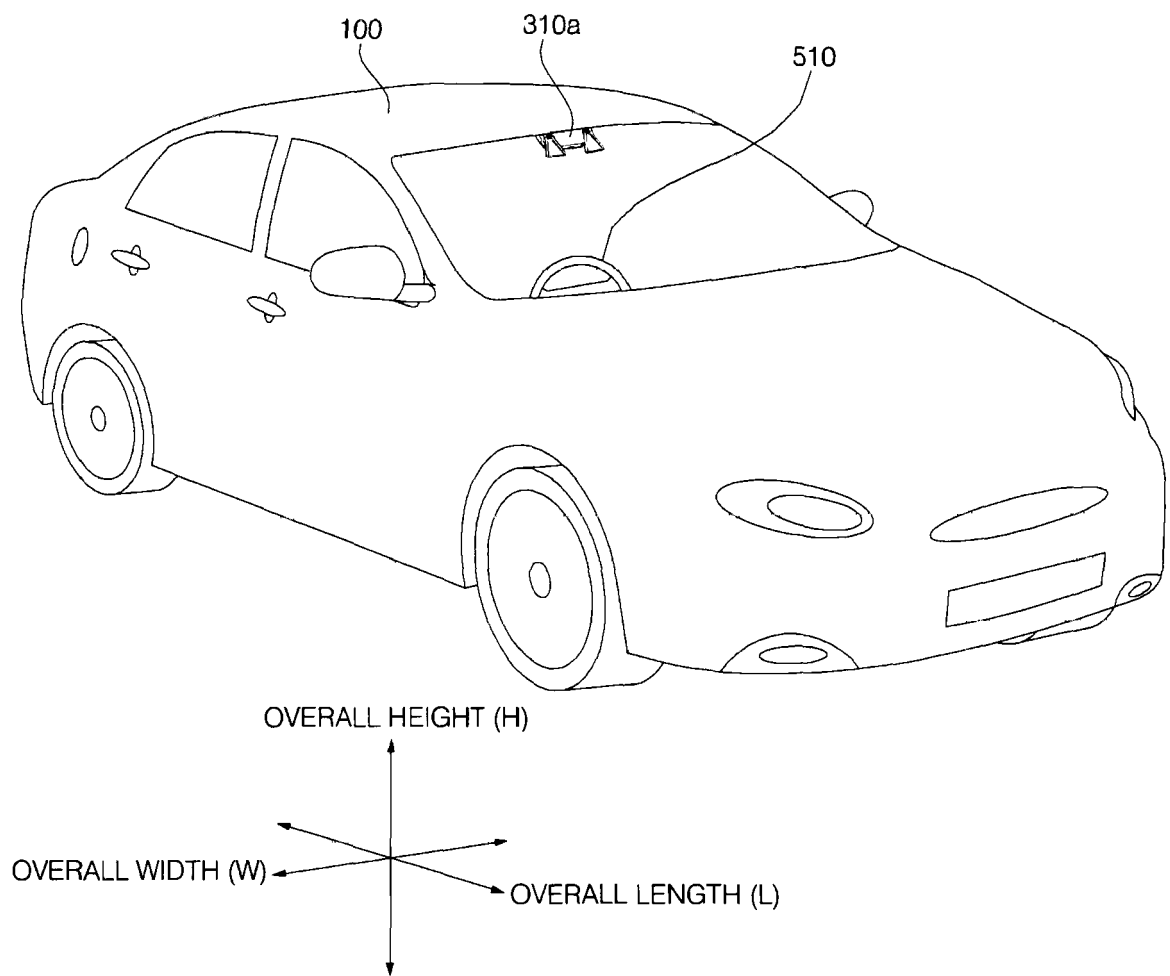 100
310a
510
OVERALL HEIGHT (H)
OVERALL WIDTH (W)
OVERALL LENGTH (L)